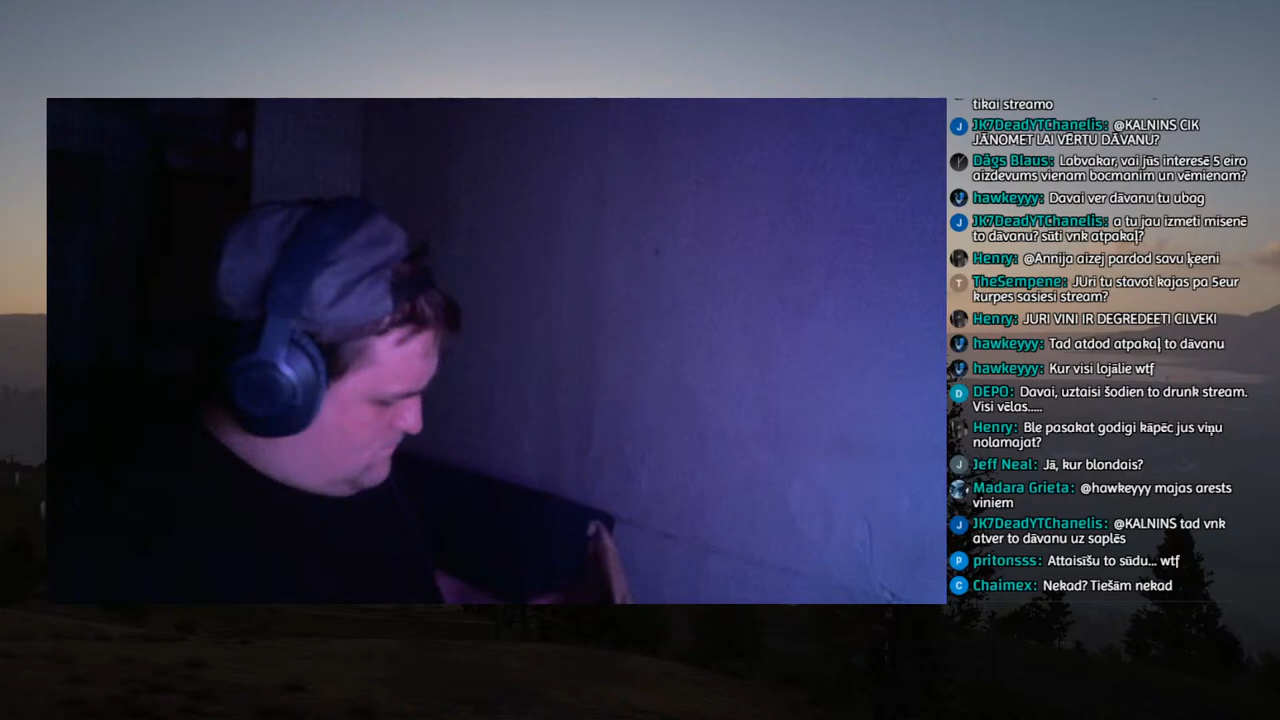 tikai streamo
JK7DeadYTChanelis: @KALNINS CIK
JĀNOMET LAI VĒRTU DĀVANU?
Dāgs Blaus: Labvakar, vai jūs interesē 5 eiro
aizdevums vienam bocmanim un vēmienam?
hawkeyyy: Davai ver dāvanu tu ubag
JK7DeadYTChanelis: a tu jau izmeti misenē
to dāvanu? sūti vnk atpakaļ?
Henry: @Annija aizej pardod savu ķeeni
TheSempene: JUri tu stavot kajas pa 5eur
kurpes sasiesi stream?
Henry: JURI VINI IR DEGREDEETI CILVEKI
hawkeyyy: Tad atdod atpakaļ to dāvanu
hawkeyyy: Kur visi lojālie wtf
DEPO: Davai, uztaisi šodien to drunk stream.
Visi vēlas.....
Henry: Ble pasakat godigi kāpēc jus viņu
nolamajat?
Jeff Neal: Jā, kur blondais?
Madara Grieta: @hawkeyyy majas arests
viniem
JK7DeadYTChanelis: @KALNINS tad vnk
atver to dāvanu uz saplēs
pritonsss: Attaisīšu to sūdu... wtf
Chaimex: Nekad? Tiešām nekad